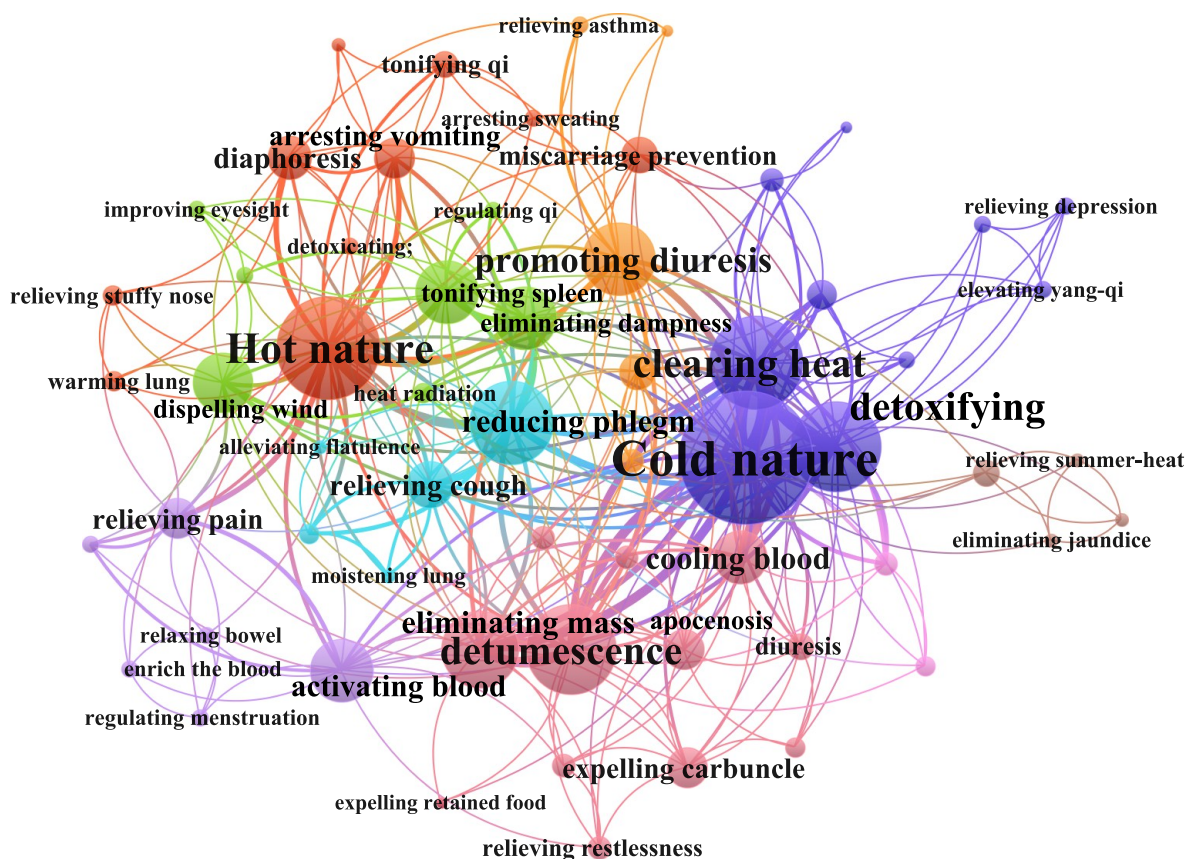 relieving asthma
tonifying qi
arresting sweating
arresting vomiting
diaphoresis
miscarriage prevention
improving eyesight
regulating qi
relieving depression
detoxicating;
promoting diuresis
relieving stuffy nose
tonifying spleen
elevating yang-qi
eliminating dampness
Hot nature
clearing heat
warming lung
heat radiation
dispelling wind
detoxifying
reducing phlegm
alleviating flatulence
Cold nature
relieving summer-heat
relieving cough
relieving pain
eliminating jaundice
cooling blood
moistening lung
eliminating mass
apocenosis
relaxing bowel
detumescence
diuresis
enrich the blood
activating blood
regulating menstruation
expelling carbuncle
expelling retained food
relieving restlessness